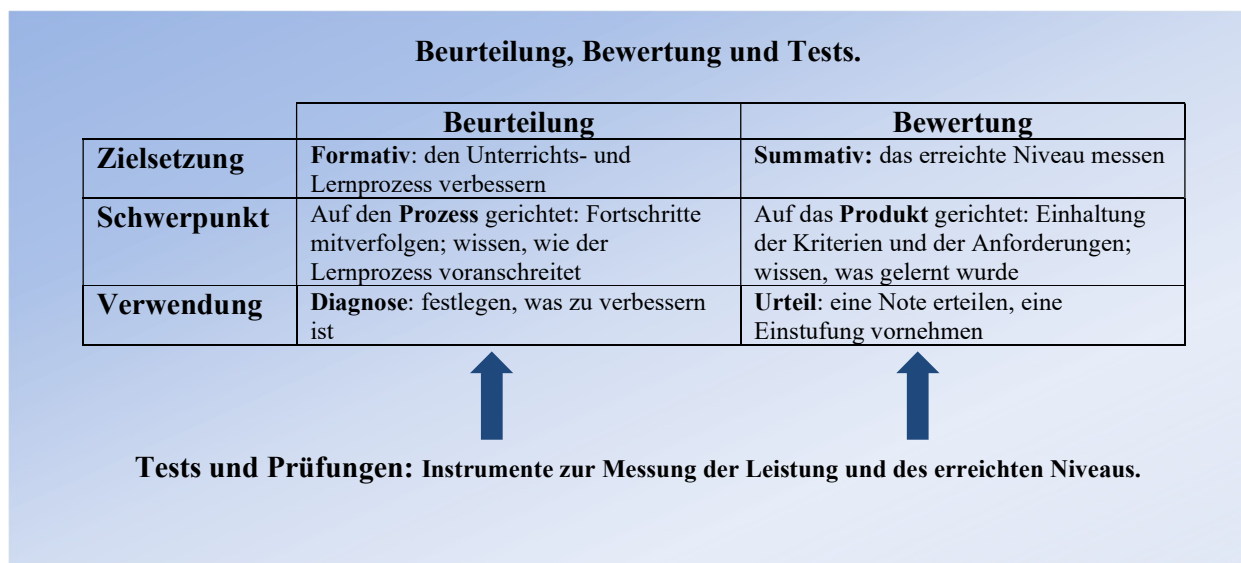 Beurteilung, Bewertung und Tests.
Beurteilung
Bewertung
Zielsetzung
Formativ: den Unterrichts- und
Lernprozess verbessern
Summativ: das erreichte Niveau messen
Schwerpunkt
Auf den Prozess gerichtet: Fortschritte
mitverfolgen; wissen, wie der
Lernprozess voranschreitet
Auf das Produkt gerichtet: Einhaltung
der Kriterien und der Anforderungen;
wissen, was gelernt wurde
Verwendung
Diagnose: festlegen, was zu verbessern
ist
Urteil: eine Note erteilen, eine
Einstufung vornehmen
Tests und Prüfungen: Instrumente zur Messung der Leistung und des erreichten Niveaus.